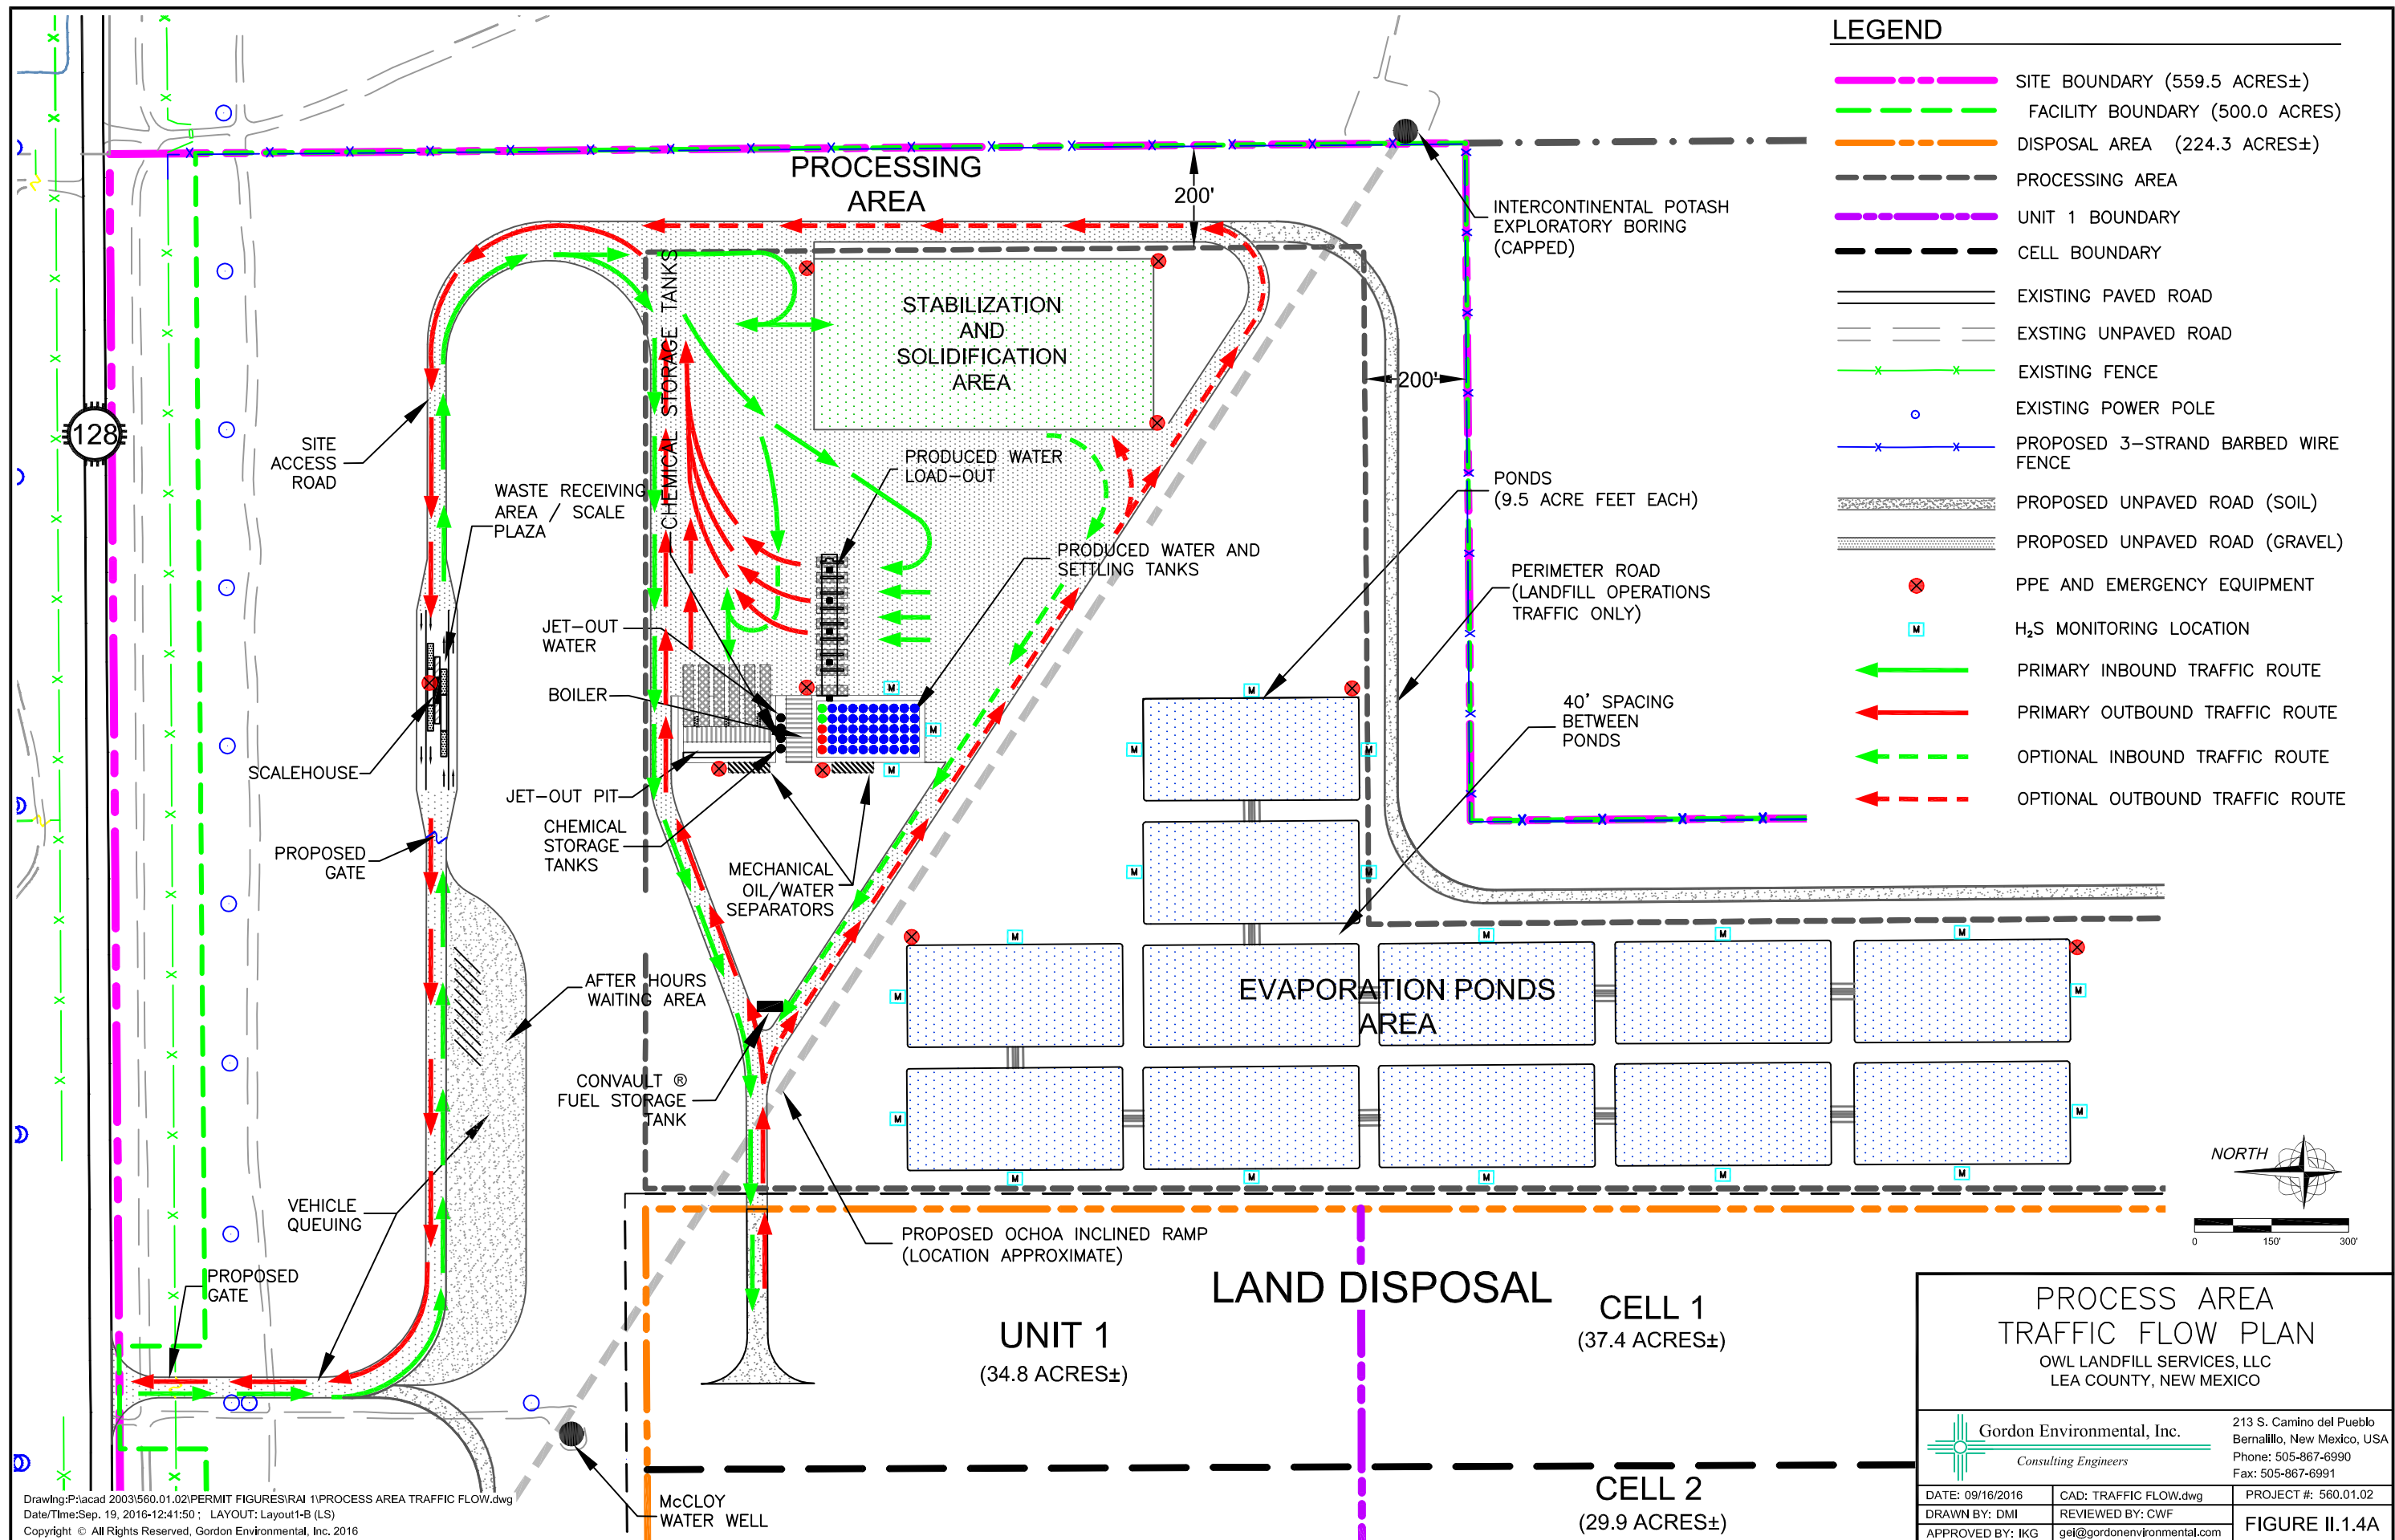 LEGEND
SITE BOUNDARY (559.5 ACRES±)
FACILITY BOUNDARY (500.0 ACRES)
DISPOSAL AREA (224.3 ACRES±)
PROCESSING AREA
UNIT 1 BOUNDARY
CELL BOUNDARY
EXISTING PAVED ROAD
EXSTING UNPAVED ROAD
EXISTING FENCE
EXISTING POWER POLE
PROPOSED 3-STRAND BARBED WIRE
FENCE
PROPOSED UNPAVED ROAD (SOIL)
PROPOSED UNPAVED ROAD (GRAVEL)
PPE AND EMERGENCY EQUIPMENT
M
H₂S MONITORING LOCATION
PRIMARY INBOUND TRAFFIC ROUTE
PRIMARY OUTBOUND TRAFFIC ROUTE
OPTIONAL INBOUND TRAFFIC ROUTE
OPTIONAL OUTBOUND TRAFFIC ROUTE
PROCESSING
AREA
200'
INTERCONTINENTAL POTASH
EXPLORATORY BORING
(CAPPED)
STABILIZATION
AND
SOLIDIFICATION
AREA
CHEMICAL STORAGE TANKS
200'
128
SITE
ACCESS
ROAD
WASTE RECEIVING
AREA / SCALE
PLAZA
PRODUCED WATER
LOAD-OUT
PONDS
(9.5 ACRE FEET EACH)
PRODUCED WATER AND
SETTLING TANKS
PERIMETER ROAD
(LANDFILL OPERATIONS
TRAFFIC ONLY)
JET-OUT
WATER
BOILER
40' SPACING
BETWEEN
PONDS
SCALEHOUSE
JET-OUT PIT
CHEMICAL
STORAGE
TANKS
PROPOSED
GATE
MECHANICAL
OIL/WATER
SEPARATORS
AFTER HOURS
WAITING AREA
EVAPORATION PONDS
AREA
CONVAULT ®
FUEL STORAGE
TANK
VEHICLE
QUEUING
PROPOSED OCHOA INCLINED RAMP
(LOCATION APPROXIMATE)
PROPOSED
GATE
NORTH
0 150' 300'
LAND DISPOSAL
UNIT 1
(34.8 ACRES±)
CELL 1
(37.4 ACRES±)
CELL 2
(29.9 ACRES±)
McCLOY
WATER WELL
PROCESS AREA
TRAFFIC FLOW PLAN
OWL LANDFILL SERVICES, LLC
LEA COUNTY, NEW MEXICO
Gordon Environmental, Inc.
Consulting Engineers
213 S. Camino del Pueblo
Bernalillo, New Mexico, USA
Phone: 505-867-6990
Fax: 505-867-6991
DATE: 09/16/2016 CAD: TRAFFIC FLOW.dwg PROJECT #: 560.01.02
DRAWN BY: DMI REVIEWED BY: CWF
APPROVED BY: IKG gei@gordonenvironmental.com
FIGURE II.1.4A
Drawing:P:\acad 2003\560.01.02\PERMIT FIGURES\RAI 1\PROCESS AREA TRAFFIC FLOW.dwg
Date/Time:Sep. 19, 2016-12:41:50 ; LAYOUT: Layout1-B (LS)
Copyright © All Rights Reserved, Gordon Environmental, Inc. 2016